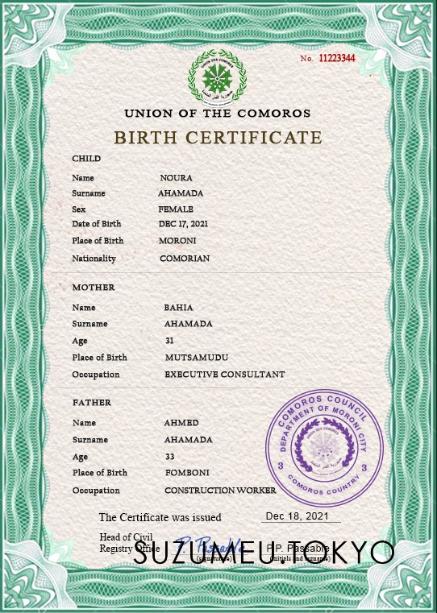 No. 11223344
UNION OF THE COMOROS
BIRTH CERTIFICATE
CHILD
Name NOURA
Surname AHAMADA
Sex FEMALE
Date of Birth DEC 17, 2021
Place of Birth MORONI
Nationality COMORIAN
MOTHER
Name BAHIA
Surname AHAMADA
Age 31
Place of Birth MUTSAMUDU
Occupation EXECUTIVE CONSULTANT
FATHER
Name AHMED
Surname AHAMADA
Age 33
Place of Birth FOMBONI
Occupation CONSTRUCTION WORKER
COMOROS COUNCIL
DEPARTMENT OF MORONI CITY
3 3
COMOROS COUNTRY
The Certificate was issued Dec 18, 2021
Head of Civil
Registry Office P. Passable P.P. Passable
SUZUMEU TOKYO